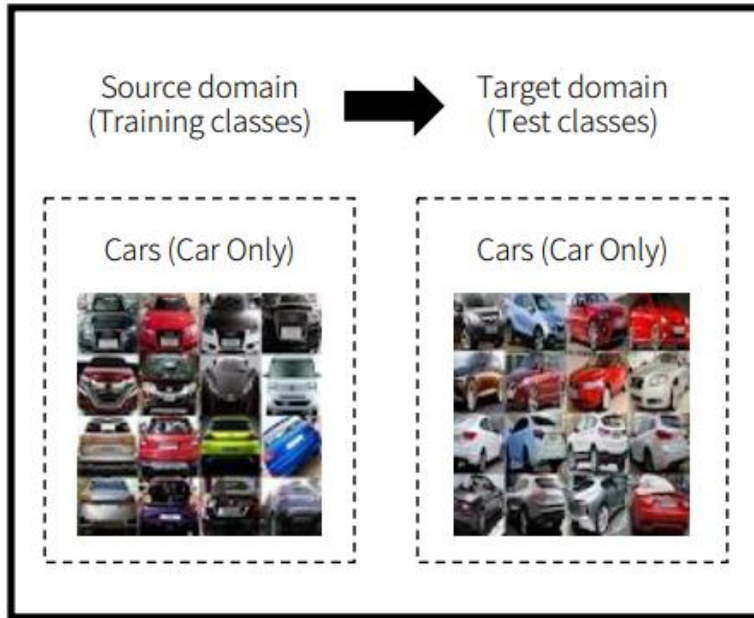 Source domain
(Training classes)
Target domain
(Test classes)
Cars (Car Only)
Cars (Car Only)